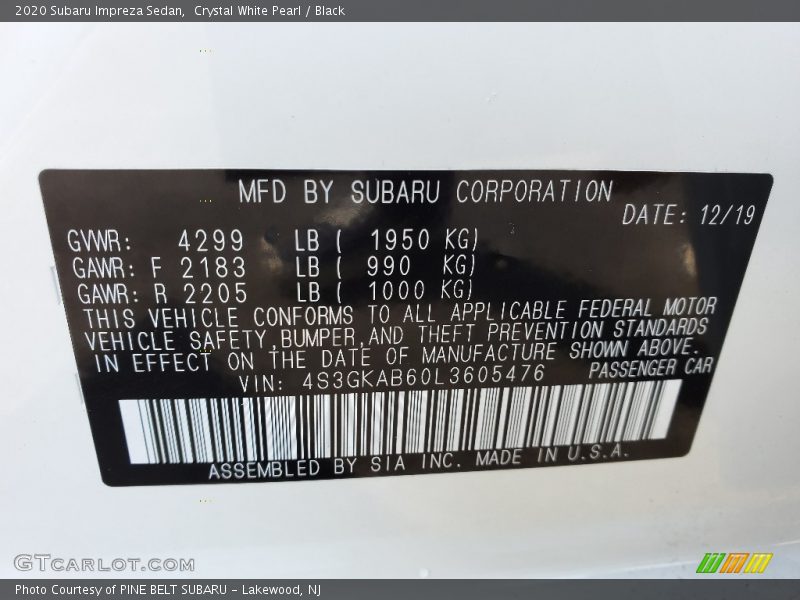 2020 Subaru Impreza Sedan,  Crystal White Pearl / Black
MFD BY SUBARU CORPORATION
DATE: 12/19
GVWR: 4299 LB ( 1950 KG)
GAWR: F 2183 LB ( 990 KG)
GAWR: R 2205 LB ( 1000 KG)
THIS VEHICLE CONFORMS TO ALL APPLICABLE FEDERAL MOTOR
VEHICLE SAFETY, BUMPER, AND THEFT PREVENTION STANDARDS
IN EFFECT ON THE DATE OF MANUFACTURE SHOWN ABOVE.
VIN: 4S3GKAB60L3605476 PASSENGER CAR
ASSEMBLED BY SIA INC. MADE IN U.S.A.
GTCARLOT.COM
Photo Courtesy of PINE BELT SUBARU - Lakewood, NJ